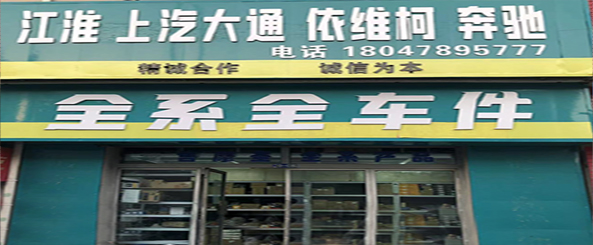 江淮 上汽大通 依维柯 奔驰
电话 18047895777
精诚合作 诚信为本
全系全车件